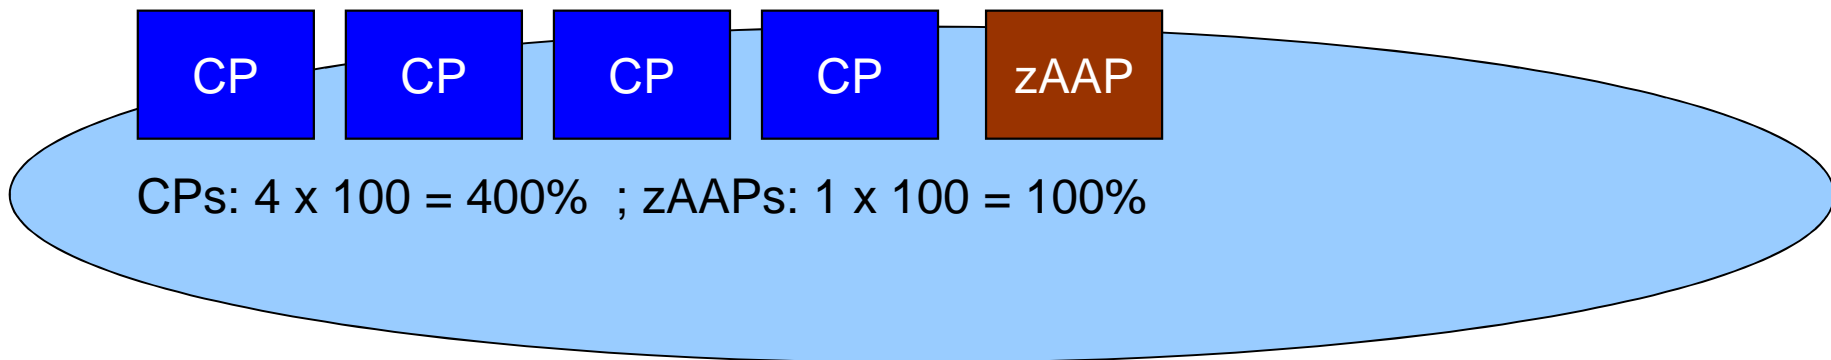 CP CP CP CP zAAP
CPs: 4 x 100 = 400% ; zAAPs: 1 x 100 = 100%